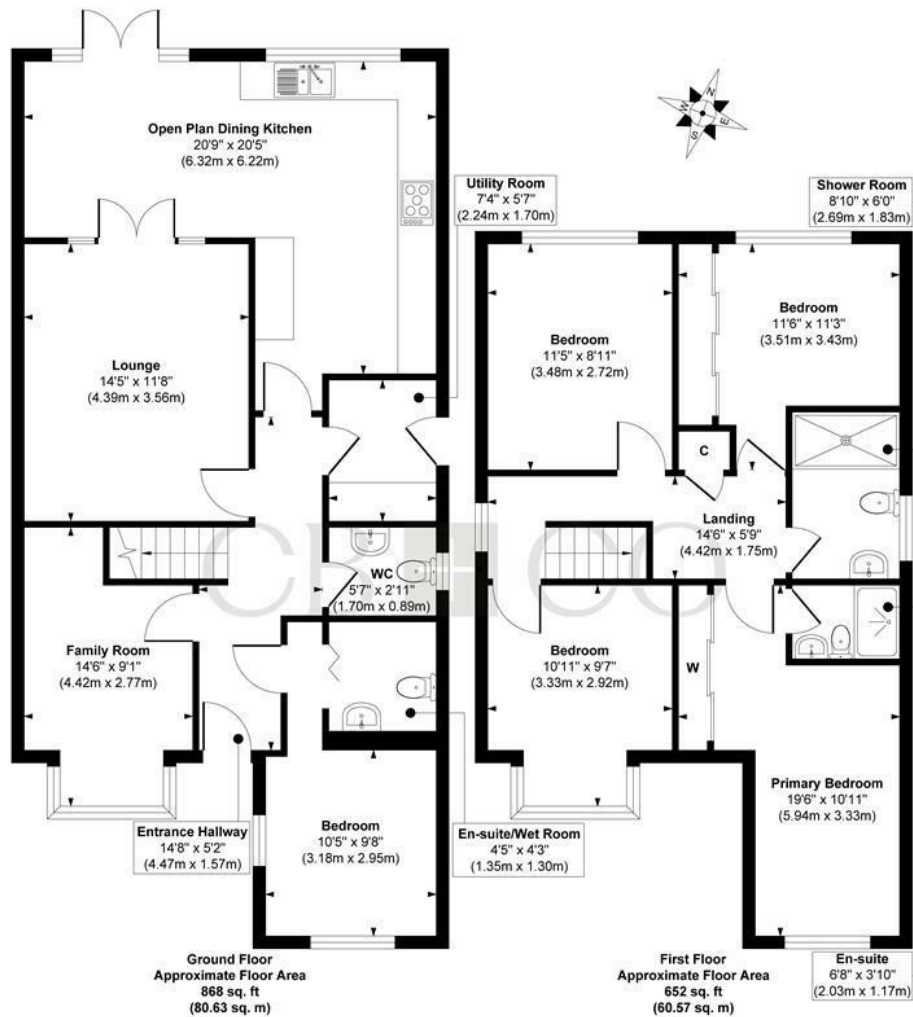 Open Plan Dining Kitchen
20'9" x 20'5"
(6.32m x 6.22m)
N
W
E
S
Utility Room
7'4" x 5'7"
(2.24m x 1.70m)
Shower Room
8'10" x 6'0"
(2.69m x 1.83m)
Lounge
14'5" x 11'8"
(4.39m x 3.56m)
Bedroom
11'5" x 8'11"
(3.48m x 2.72m)
Bedroom
11'6" x 11'3"
(3.51m x 3.43m)
C
Landing
14'6" x 5'9"
(4.42m x 1.75m)
WC
5'7" x 2'11"
(1.70m x 0.89m)
Family Room
14'6" x 9'1"
(4.42m x 2.77m)
Bedroom
10'11" x 9'7"
(3.33m x 2.92m)
W
Primary Bedroom
19'6" x 10'11"
(5.94m x 3.33m)
Entrance Hallway
14'8" x 5'2"
(4.47m x 1.57m)
Bedroom
10'5" x 9'8"
(3.18m x 2.95m)
En-suite/Wet Room
4'5" x 4'3"
(1.35m x 1.30m)
Ground Floor
Approximate Floor Area
868 sq. ft
(80.63 sq. m)
First Floor
Approximate Floor Area
652 sq. ft
(60.57 sq. m)
En-suite
6'8" x 3'10"
(2.03m x 1.17m)